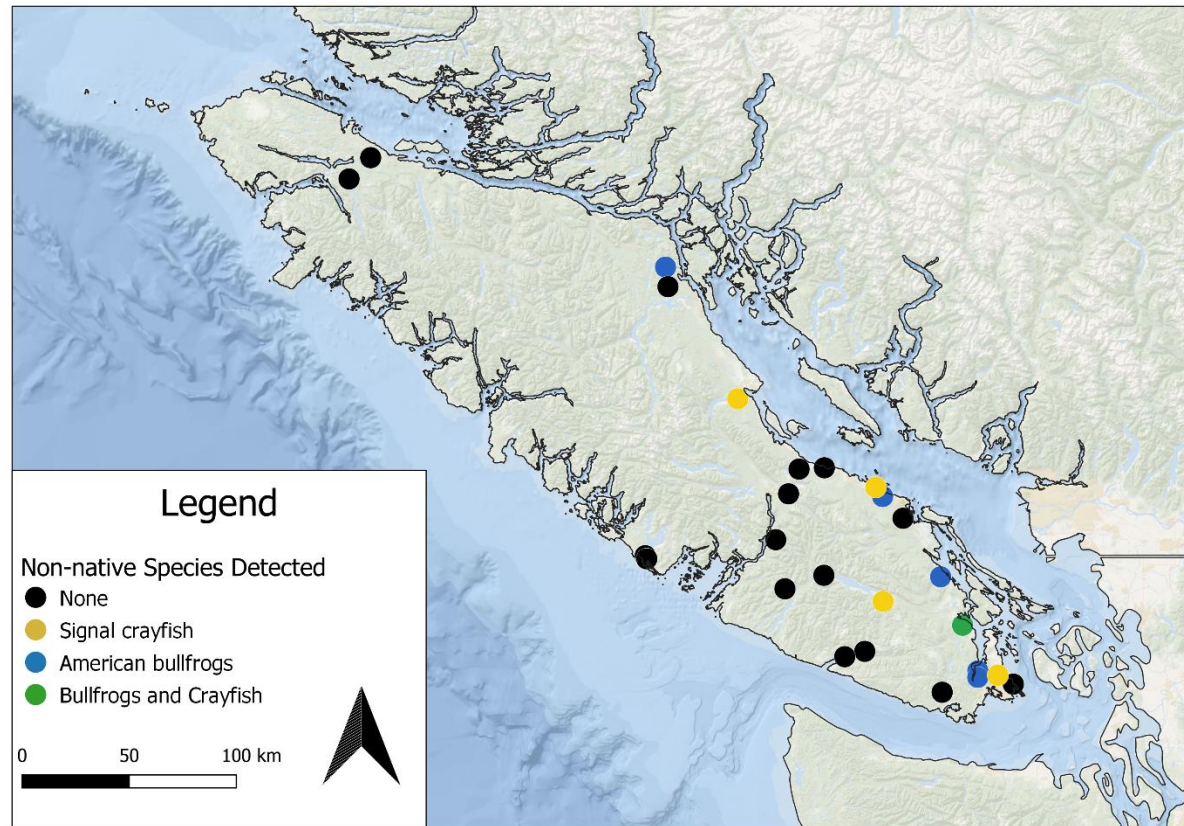 Legend
Non-native Species Detected
None
Signal crayfish
American bullfrogs
Bullfrogs and Crayfish
0 50 100 km